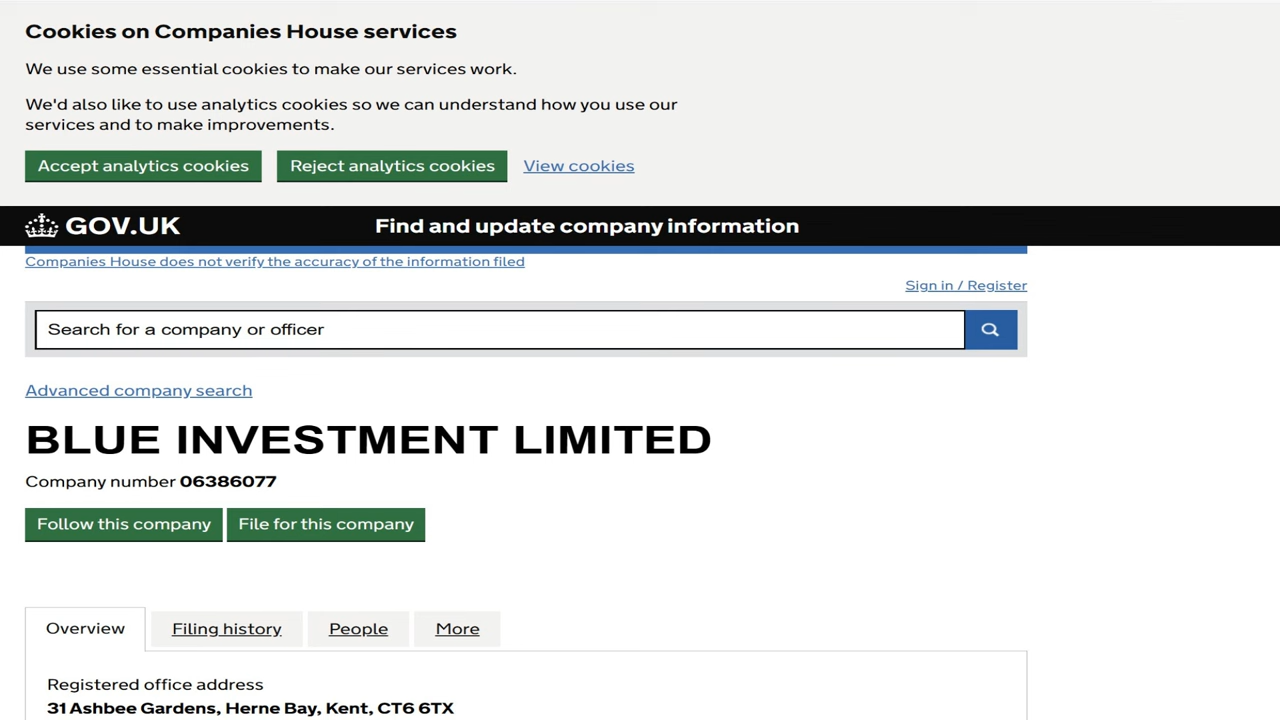 Cookies on Companies House services
We use some essential cookies to make our services work.
We'd also like to use analytics cookies so we can understand how you use our
services and to make improvements.
Accept analytics cookies Reject analytics cookies View cookies
GOV.UK Find and update company information
Companies House does not verify the accuracy of the information filed
Sign in / Register
Search for a company or officer
Advanced company search
BLUE INVESTMENT LIMITED
Company number 06386077
Follow this company File for this company
Overview Filing history People More
Registered office address
31 Ashbee Gardens, Herne Bay, Kent, CT6 6TX